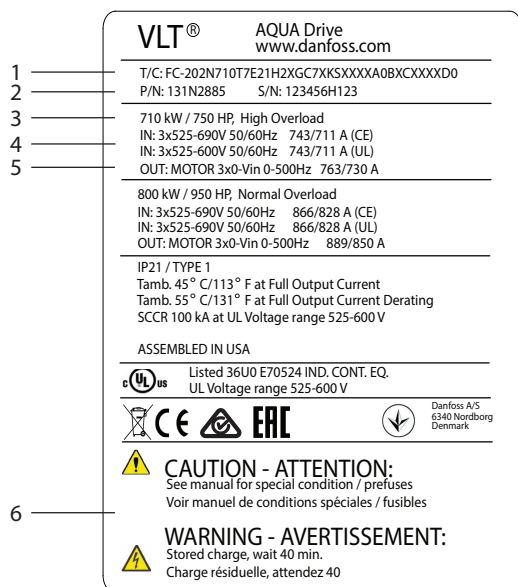 VLT® AQUA Drive
www.danfoss.com
1 T/C: FC-202N710T7E21H2XGC7XKSXXXXA0BXCXXXXD0
2 P/N: 131N2885 S/N: 123456H123
3 710 kW / 750 HP, High Overload
4 IN: 3x525-690V 50/60Hz 743/711 A (CE)
IN: 3x525-600V 50/60Hz 743/711 A (UL)
5 OUT: MOTOR 3x0-Vin 0-500Hz 763/730 A
800 kW / 950 HP, Normal Overload
IN: 3x525-690V 50/60Hz 866/828 A (CE)
IN: 3x525-690V 50/60Hz 866/828 A (UL)
OUT: MOTOR 3x0-Vin 0-500Hz 889/850 A
IP21 / TYPE 1
Tamb. 45° C/113° F at Full Output Current
Tamb. 55° C/131° F at Full Output Current Derating
SCCR 100 kA at UL Voltage range 525-600 V
ASSEMBLED IN USA
c UL us Listed 36U0 E70524 IND. CONT. EQ.
UL Voltage range 525-600 V
CE EAC
Danfoss A/S
6340 Nordborg
Denmark
CAUTION - ATTENTION:
See manual for special condition / prefuses
Voir manuel de conditions spéciales / fusibles
6
WARNING - AVERTISSEMENT:
Stored charge, wait 40 min.
Charge résiduelle, attendez 40